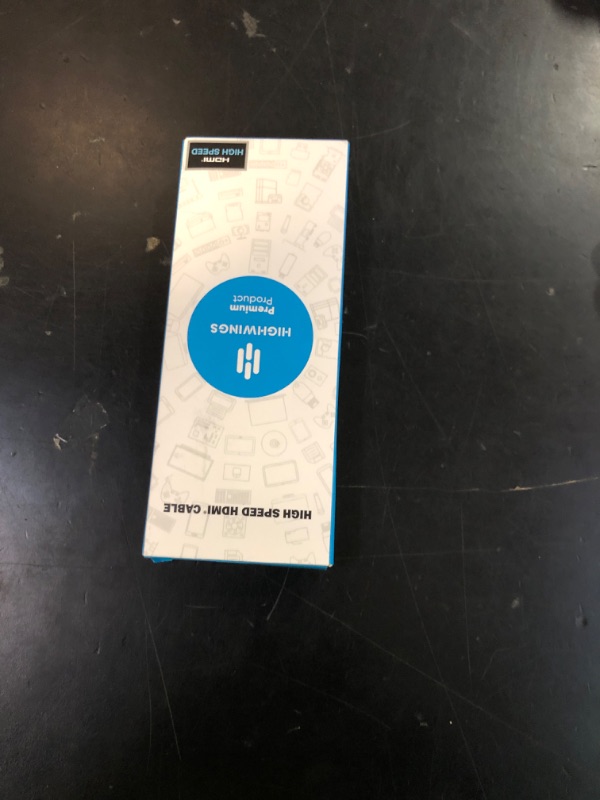 HIGH SPEED HDMI® CABLE
HIGHWINGS
Premium
Product
HDMI®
HIGH SPEED